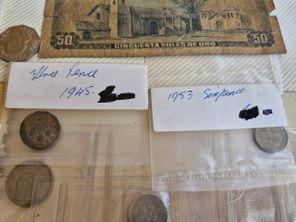 50
CINCUENTA SOLES DE ORO
50
Three Pence
1945.
1953 Sixpence